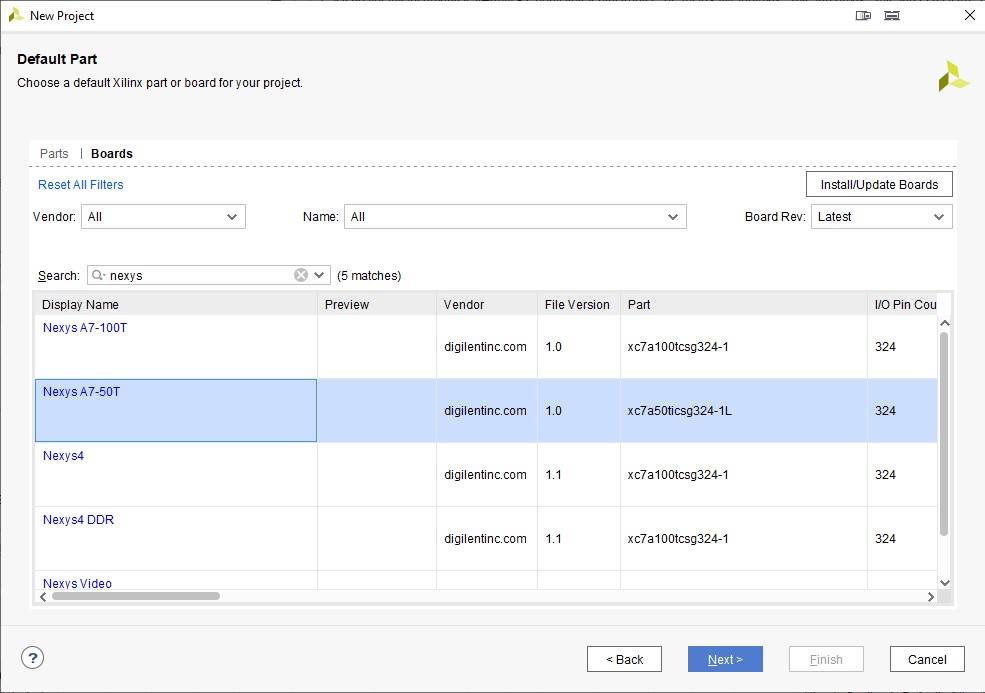 New Project
Default Part
Choose a default Xilinx part or board for your project.
Parts | Boards
Reset All Filters
Install/Update Boards
Vendor: All
Name: All
Board Rev: Latest
Search: nexys (5 matches)
Display Name Preview Vendor File Version Part I/O Pin Cou
Nexys A7-100T
digilentinc.com 1.0 xc7a100tcsg324-1 324
Nexys A7-50T
digilentinc.com 1.0 xc7a50ticsg324-1L 324
Nexys4
digilentinc.com 1.1 xc7a100tcsg324-1 324
Nexys4 DDR
digilentinc.com 1.1 xc7a100tcsg324-1 324
Nexys Video
?
< Back
Next >
Finish
Cancel